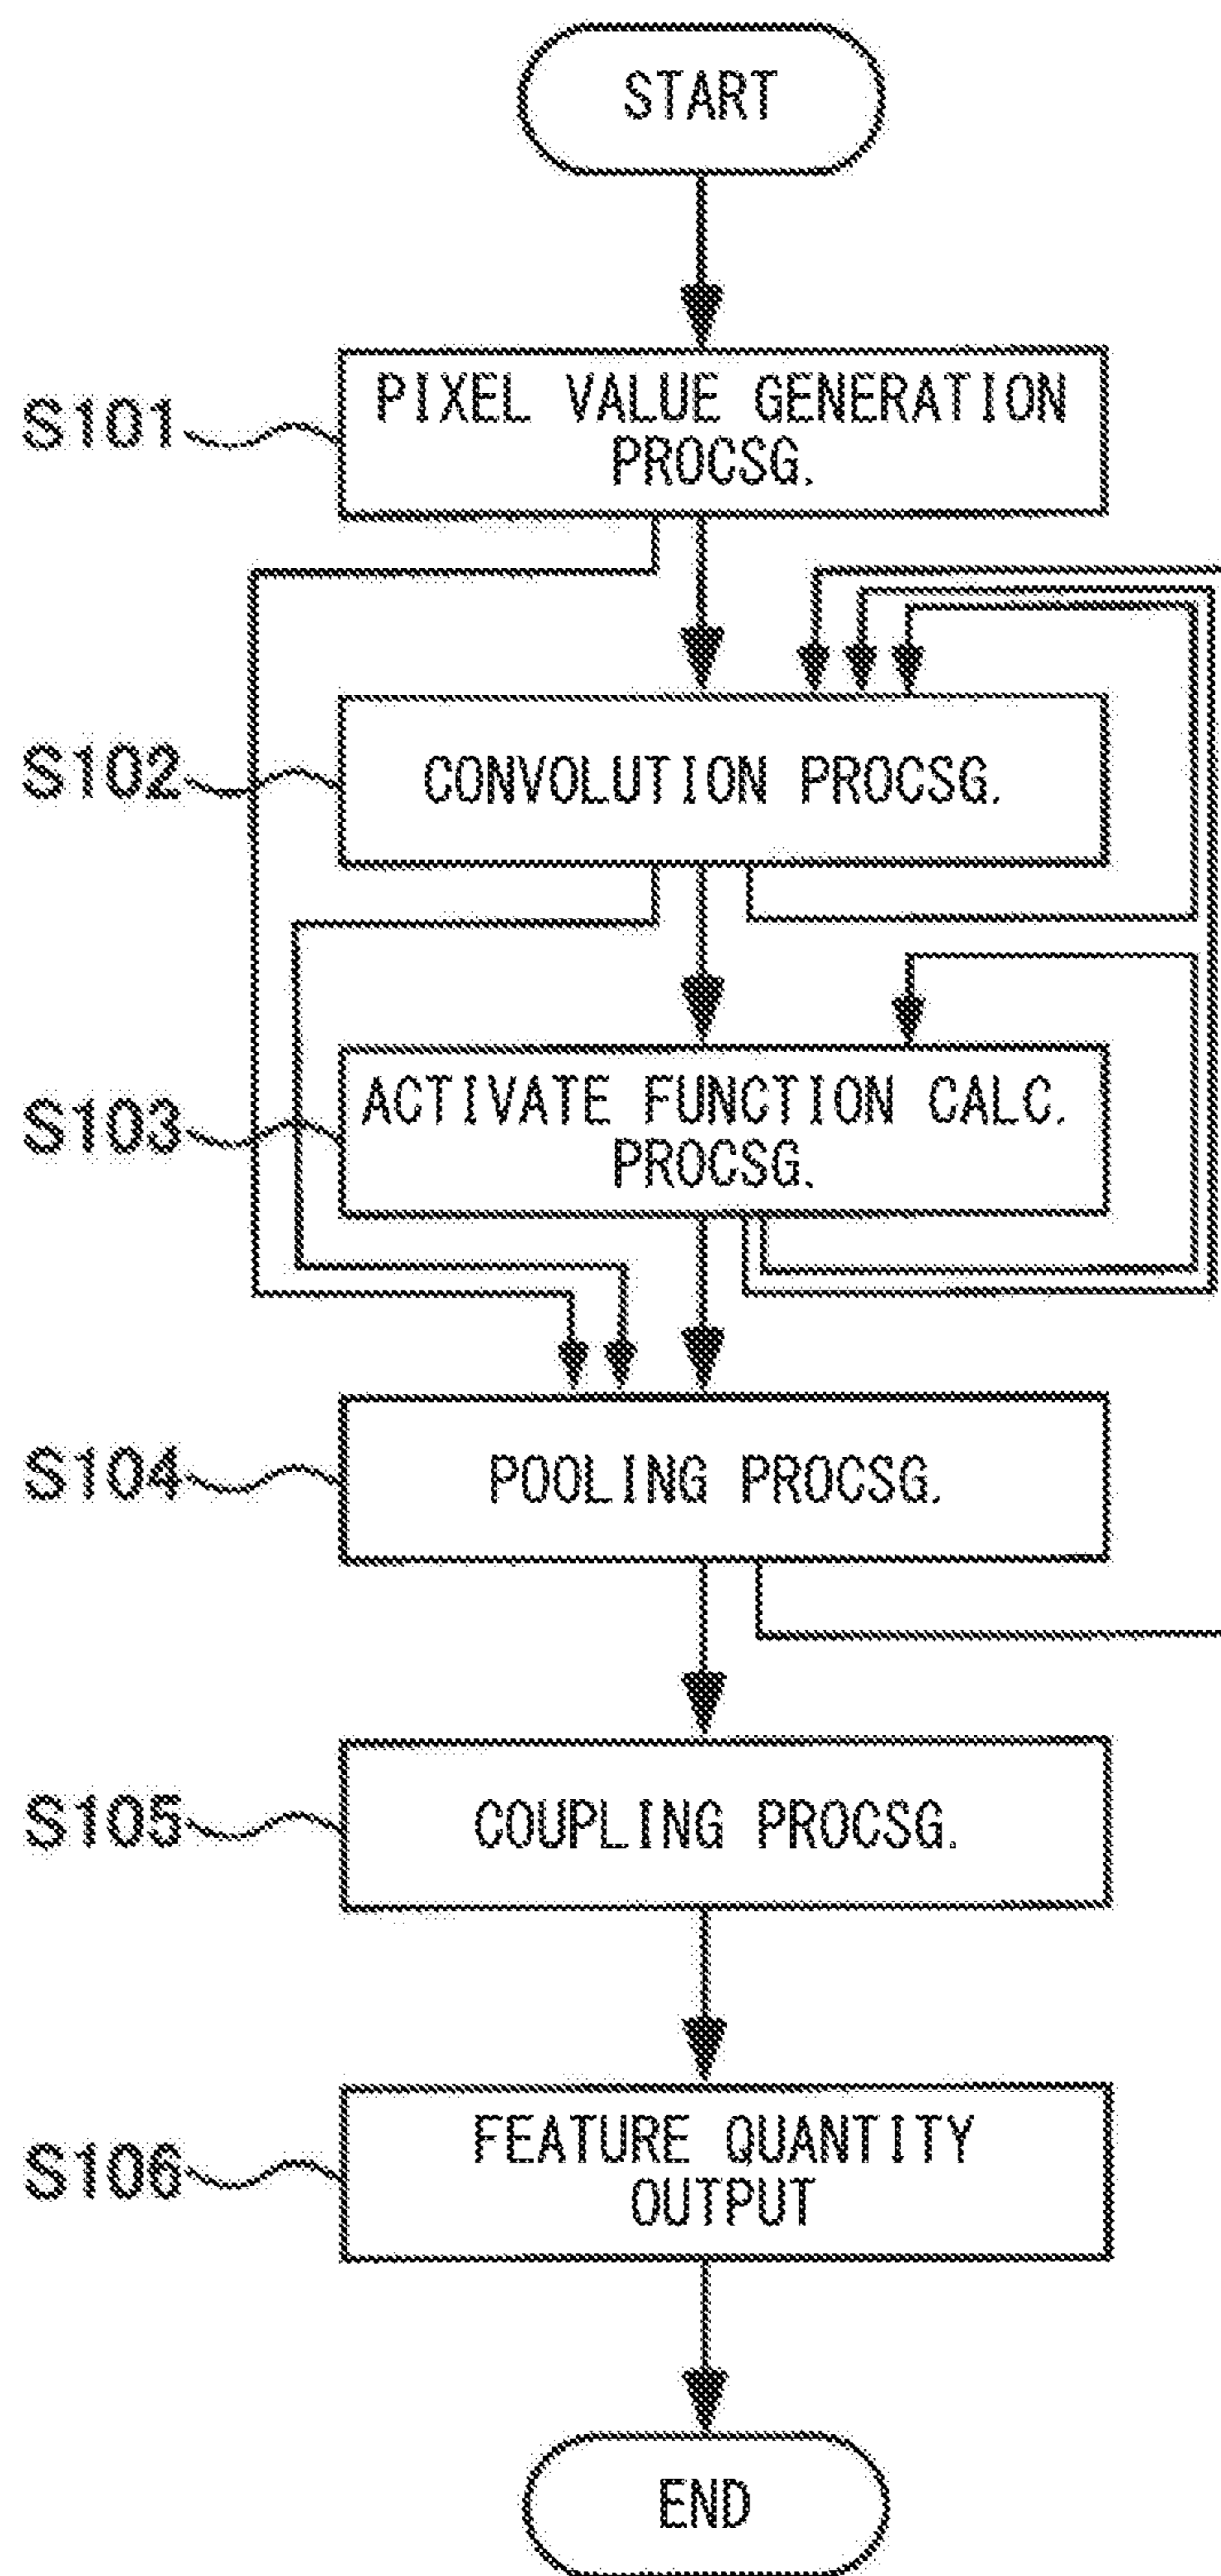 START
S101
PIXEL VALUE GENERATION
PROCSG.
S102
CONVOLUTION PROCSG.
S103
ACTIVATE FUNCTION CALC.
PROCSG.
S104
POOLING PROCSG.
S105
COUPLING PROCSG.
S106
FEATURE QUANTITY
OUTPUT
END